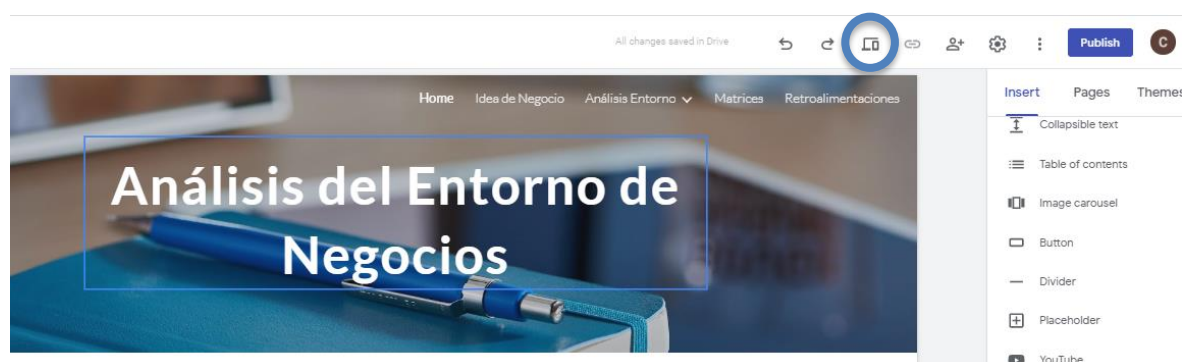 All changes saved in Drive
Publish
C
Home Idea de Negocio Análisis Entorno Matrices Retroalimentaciones
Insert Pages Themes
Análisis del Entorno de
Negocios
Collapsible text
Table of contents
Image carousel
Button
Divider
Placeholder
YouTube